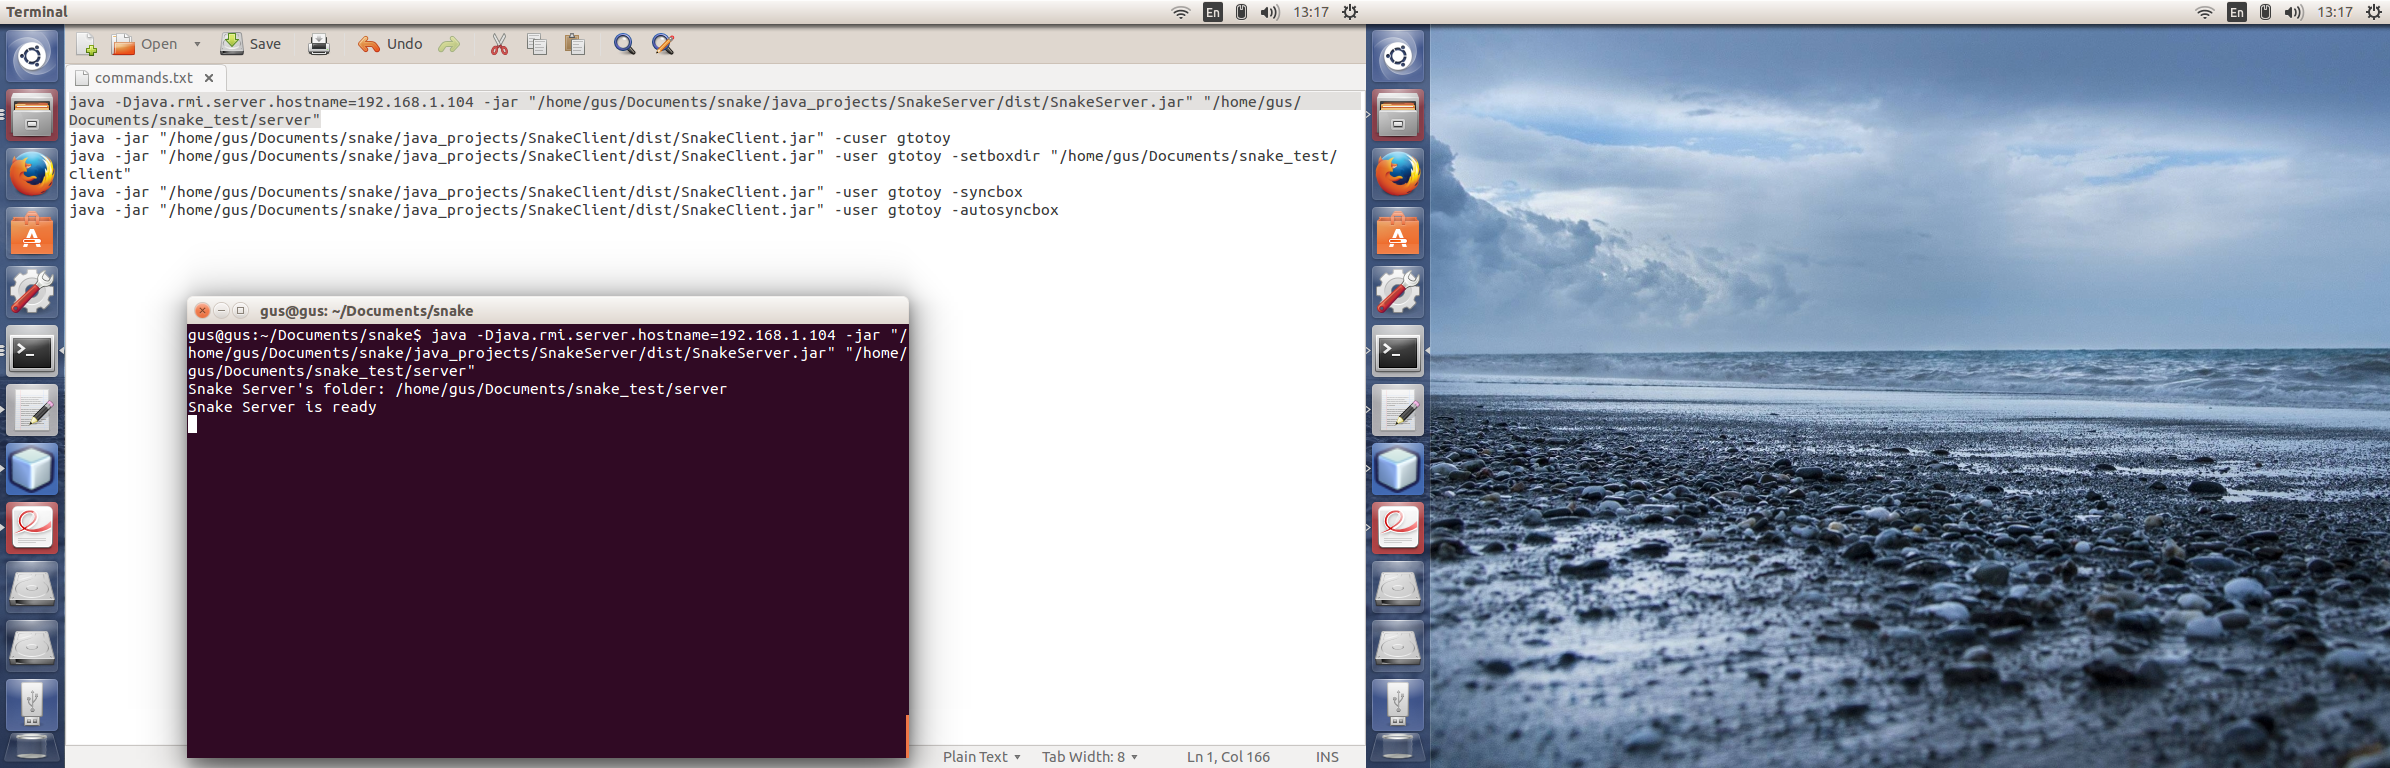 Terminal
En
13:17
En
13:17
Open
Save
Undo
commands.txt
java -Djava.rmi.server.hostname=192.168.1.104 -jar "/home/gus/Documents/snake/java_projects/SnakeServer/dist/SnakeServer.jar" "/home/gus/
Documents/snake_test/server"
java -jar "/home/gus/Documents/snake/java_projects/SnakeClient/dist/SnakeClient.jar" -cuser gtotoy
java -jar "/home/gus/Documents/snake/java_projects/SnakeClient/dist/SnakeClient.jar" -user gtotoy -setboxdir "/home/gus/Documents/snake_test/
client"
java -jar "/home/gus/Documents/snake/java_projects/SnakeClient/dist/SnakeClient.jar" -user gtotoy -syncbox
java -jar "/home/gus/Documents/snake/java_projects/SnakeClient/dist/SnakeClient.jar" -user gtotoy -autosyncbox
gus@gus: ~/Documents/snake
gus@gus:~/Documents/snake$ java -Djava.rmi.server.hostname=192.168.1.104 -jar "/
home/gus/Documents/snake/java_projects/SnakeServer/dist/SnakeServer.jar" "/home/
gus/Documents/snake_test/server"
Snake Server's folder: /home/gus/Documents/snake_test/server
Snake Server is ready
Plain Text
Tab Width: 8
Ln 1, Col 166
INS